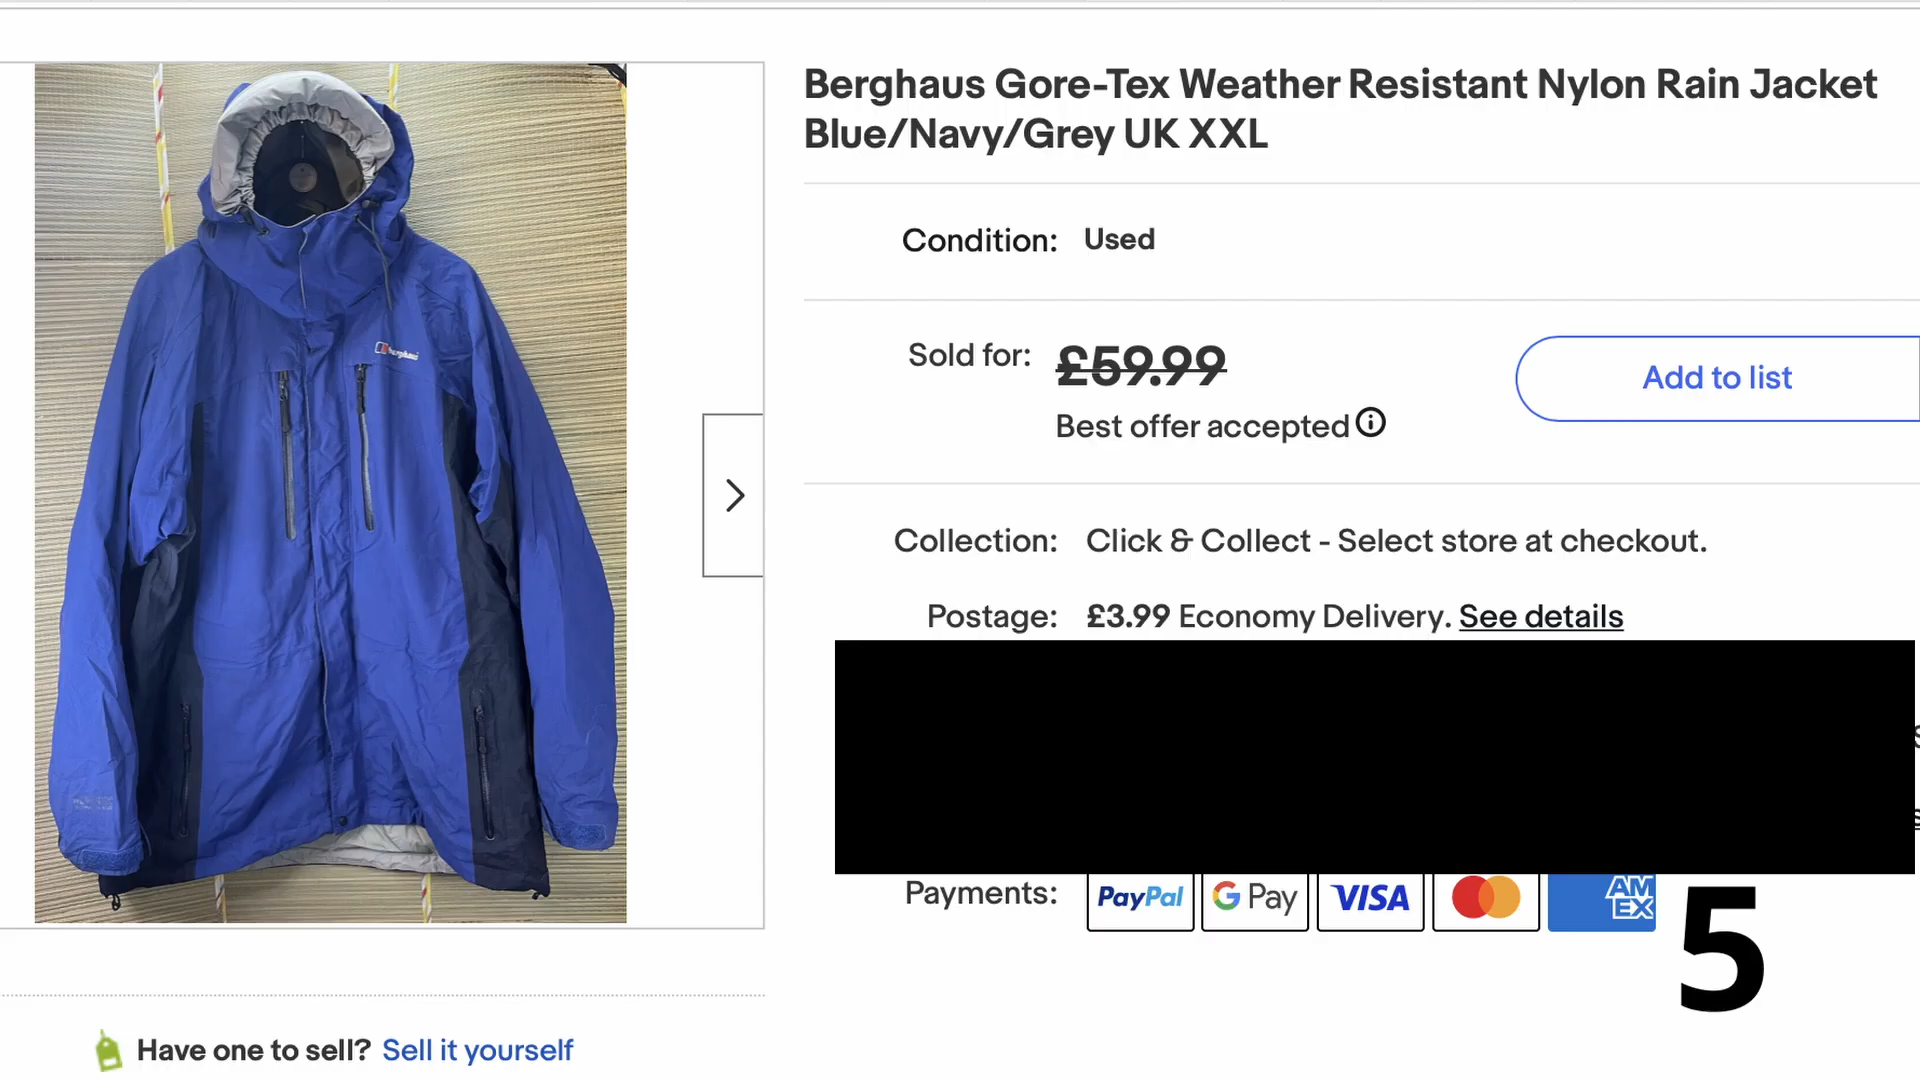 Berghaus Gore-Tex Weather Resistant Nylon Rain Jacket
Blue/Navy/Grey UK XXL
Condition: Used
berghaus
Sold for: £59.99
Add to list
Best offer accepted
Collection: Click & Collect - Select store at checkout.
Postage: £3.99 Economy Delivery. See details
Payments: PayPal G Pay VISA AM EX
5
Have one to sell? Sell it yourself